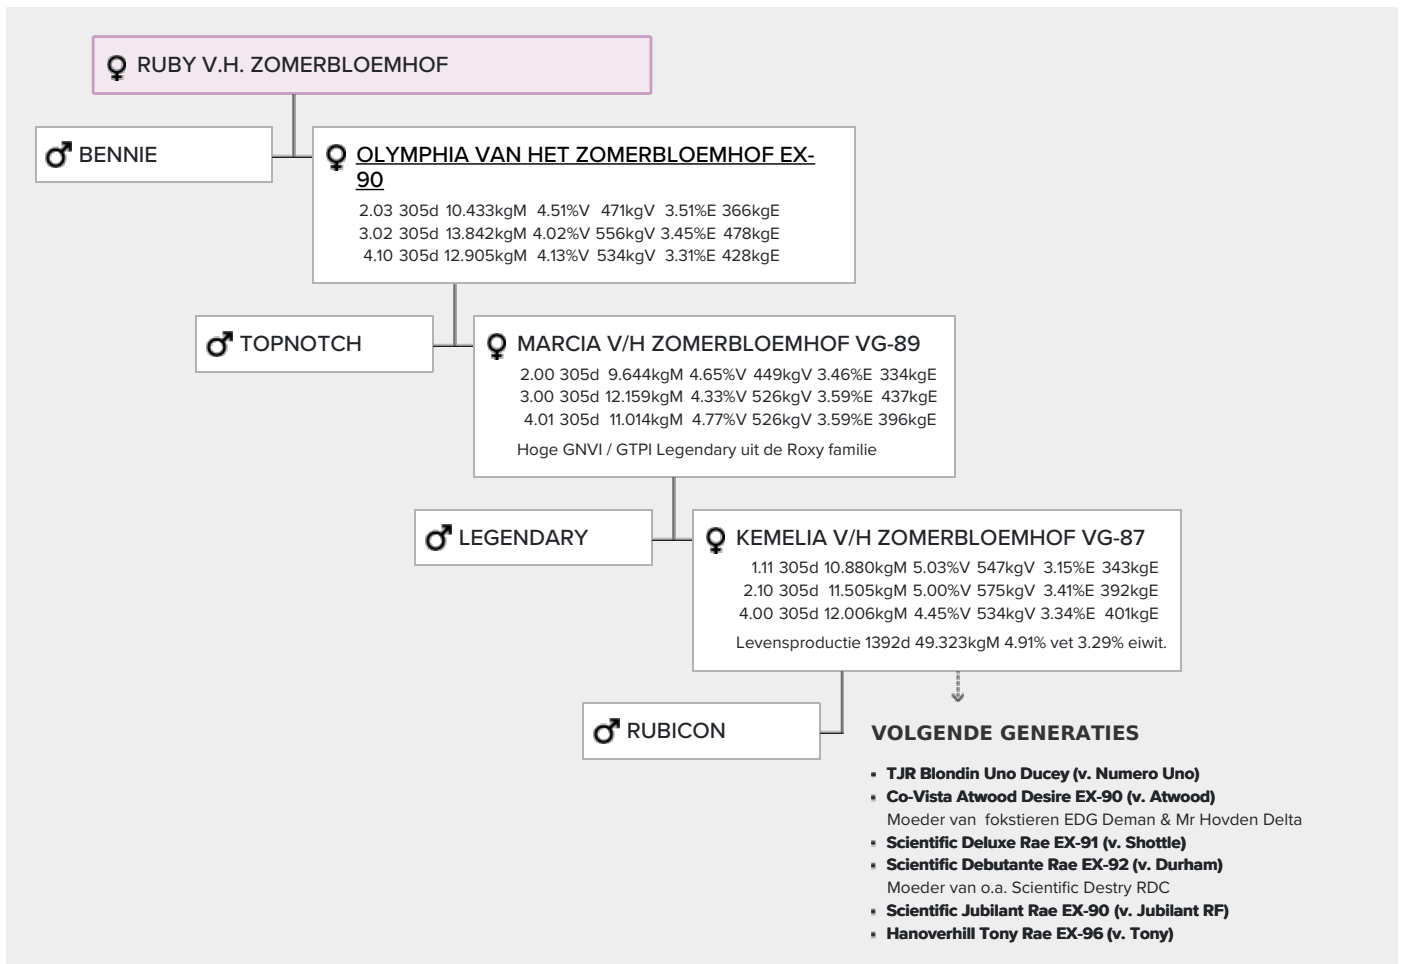 RUBY V.H. ZOMERBLOEMHOF
BENNIE
OLYMPHIA VAN HET ZOMERBLOEMHOF EX-
90
2.03 305d 10.433kgM 4.51%V 471kgV 3.51%E 366kgE
3.02 305d 13.842kgM 4.02%V 556kgV 3.45%E 478kgE
4.10 305d 12.905kgM 4.13%V 534kgV 3.31%E 428kgE
TOPNOTCH
MARCIA V/H ZOMERBLOEMHOF VG-89
2.00 305d 9.644kgM 4.65%V 449kgV 3.46%E 334kgE
3.00 305d 12.159kgM 4.33%V 526kgV 3.59%E 437kgE
4.01 305d 11.014kgM 4.77%V 526kgV 3.59%E 396kgE
Hoge GNVI / GTPI Legendary uit de Roxy familie
LEGENDARY
KEMELIA V/H ZOMERBLOEMHOF VG-87
1.11 305d 10.880kgM 5.03%V 547kgV 3.15%E 343kgE
2.10 305d 11.505kgM 5.00%V 575kgV 3.41%E 392kgE
4.00 305d 12.006kgM 4.45%V 534kgV 3.34%E 401kgE
Levensproductie 1392d 49.323kgM 4.91% vet 3.29% eiwit.
RUBICON
VOLGENDE GENERATIES
▪ TJR Blondin Uno Ducey (v. Numero Uno)
▪ Co-Vista Atwood Desire EX-90 (v. Atwood)
Moeder van fokstieren EDG Deman & Mr Hovden Delta
▪ Scientific Deluxe Rae EX-91 (v. Shottle)
▪ Scientific Debutante Rae EX-92 (v. Durham)
Moeder van o.a. Scientific Destry RDC
▪ Scientific Jubilant Rae EX-90 (v. Jubilant RF)
▪ Hanoverhill Tony Rae EX-96 (v. Tony)